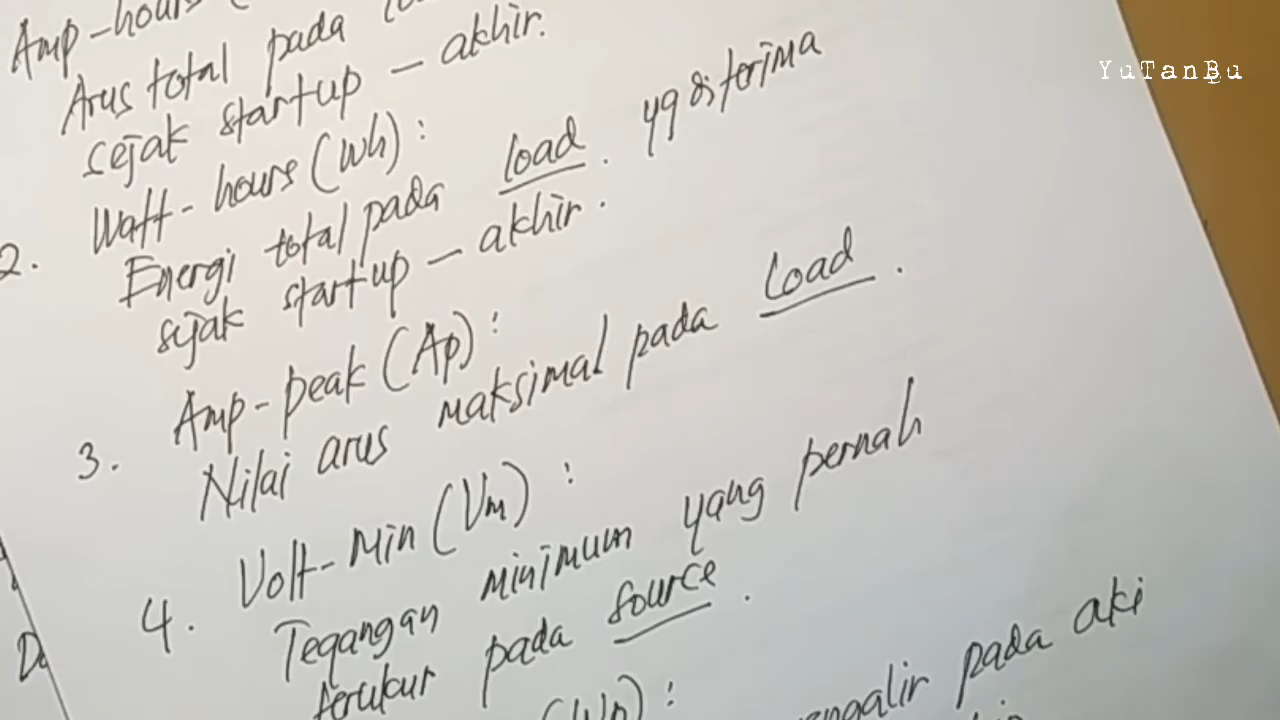 YuTanBu
Amp-hours (
Arus total pada
sejak startup - akhir.
2. Watt-hours (Wh) :
Energi total pada load. yg diterima
sejak startup - akhir.
3. Amp-peak (Ap) :
Nilai arus maksimal pada load.
4. Volt-Min (Vm) :
Tegangan minimum yang pernah
terukur pada source.
(Wp) :
pada aki